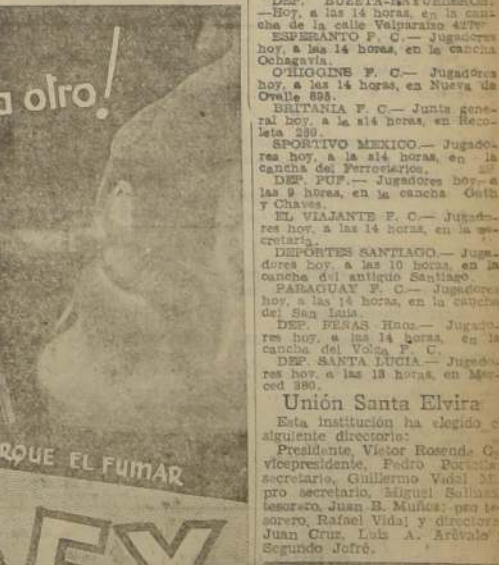 a otro!
RQUE EL FUMAR
—Hoy, a las 14 horas, en la can-
cha de la calle Valparaíso
ESPERANTO F. C.— Jugadores
hoy, a las 14 horas, en la cancha
Ochagavía.
O'HIGGINS F. C.— Jugadores
hoy, a las 14 horas, en Nueva de
Ovalle 895.
BRITANIA F. C.— Junta gene-
ral hoy, a la s14 horas, en Reco-
leta 289.
SPORTIVO MEXICO.— Jugado-
res hoy, a la s14 horas, en la
cancha del Ferroviarios.
DEP. PUF.— Jugadores hoy a
las 9 horas, en la cancha Gath
y Chaves.
EL VIAJANTE F. C.— Jugado-
res hoy, a las 14 horas, en la se-
cretaría.
DEPORTES SANTIAGO.— Juga-
dores hoy, a las 10 horas, en la
cancha del antiguo Santiago.
PARAGUAY F. C.— Jugadores
hoy, a las 14 horas, en la cancha
del San Luis.
DEP. PEÑAS Hnos.— Jugado-
res hoy, a las 14 horas, en la
cancha del Volga F. C.
DEP. SANTA LUCIA— Jugado-
res hoy, a las 13 horas, en Mer-
ced 380.
Unión Santa Elvira
Esta institución ha elegido
siguiente directorio:
Presidente, Víctor Rosende
vicepresidente, Pedro
secretario, Guillermo Vidal M.
pro secretario, Miguel
tesorero, Juan B. Muñoz; pro te-
sorero, Rafael Vidal y directores
Juan Cruz, Luis A. Arévalo
Segundo Jofré.